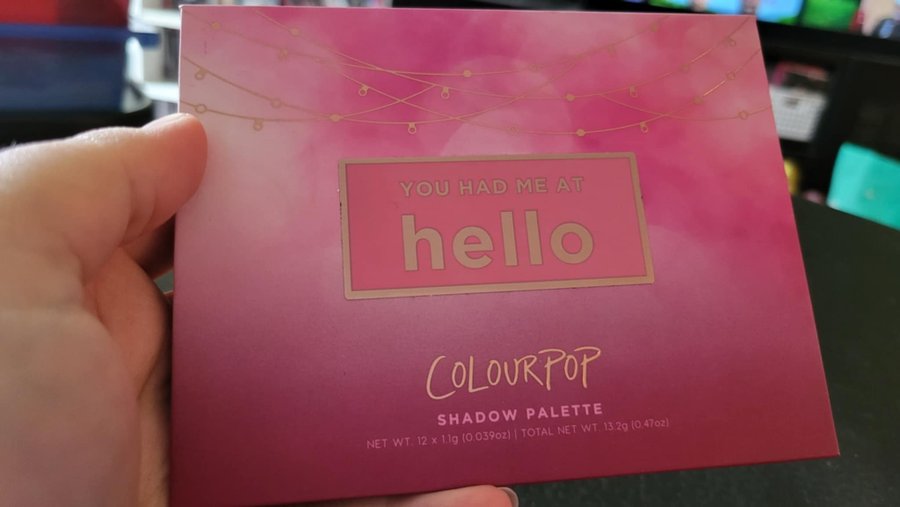 YOU HAD ME AT
hello
COLOURPOP
SHADOW PALETTE
NET WT. 12 x 1.1g (0.039oz) | TOTAL NET WT. 13.2g (0.47oz)